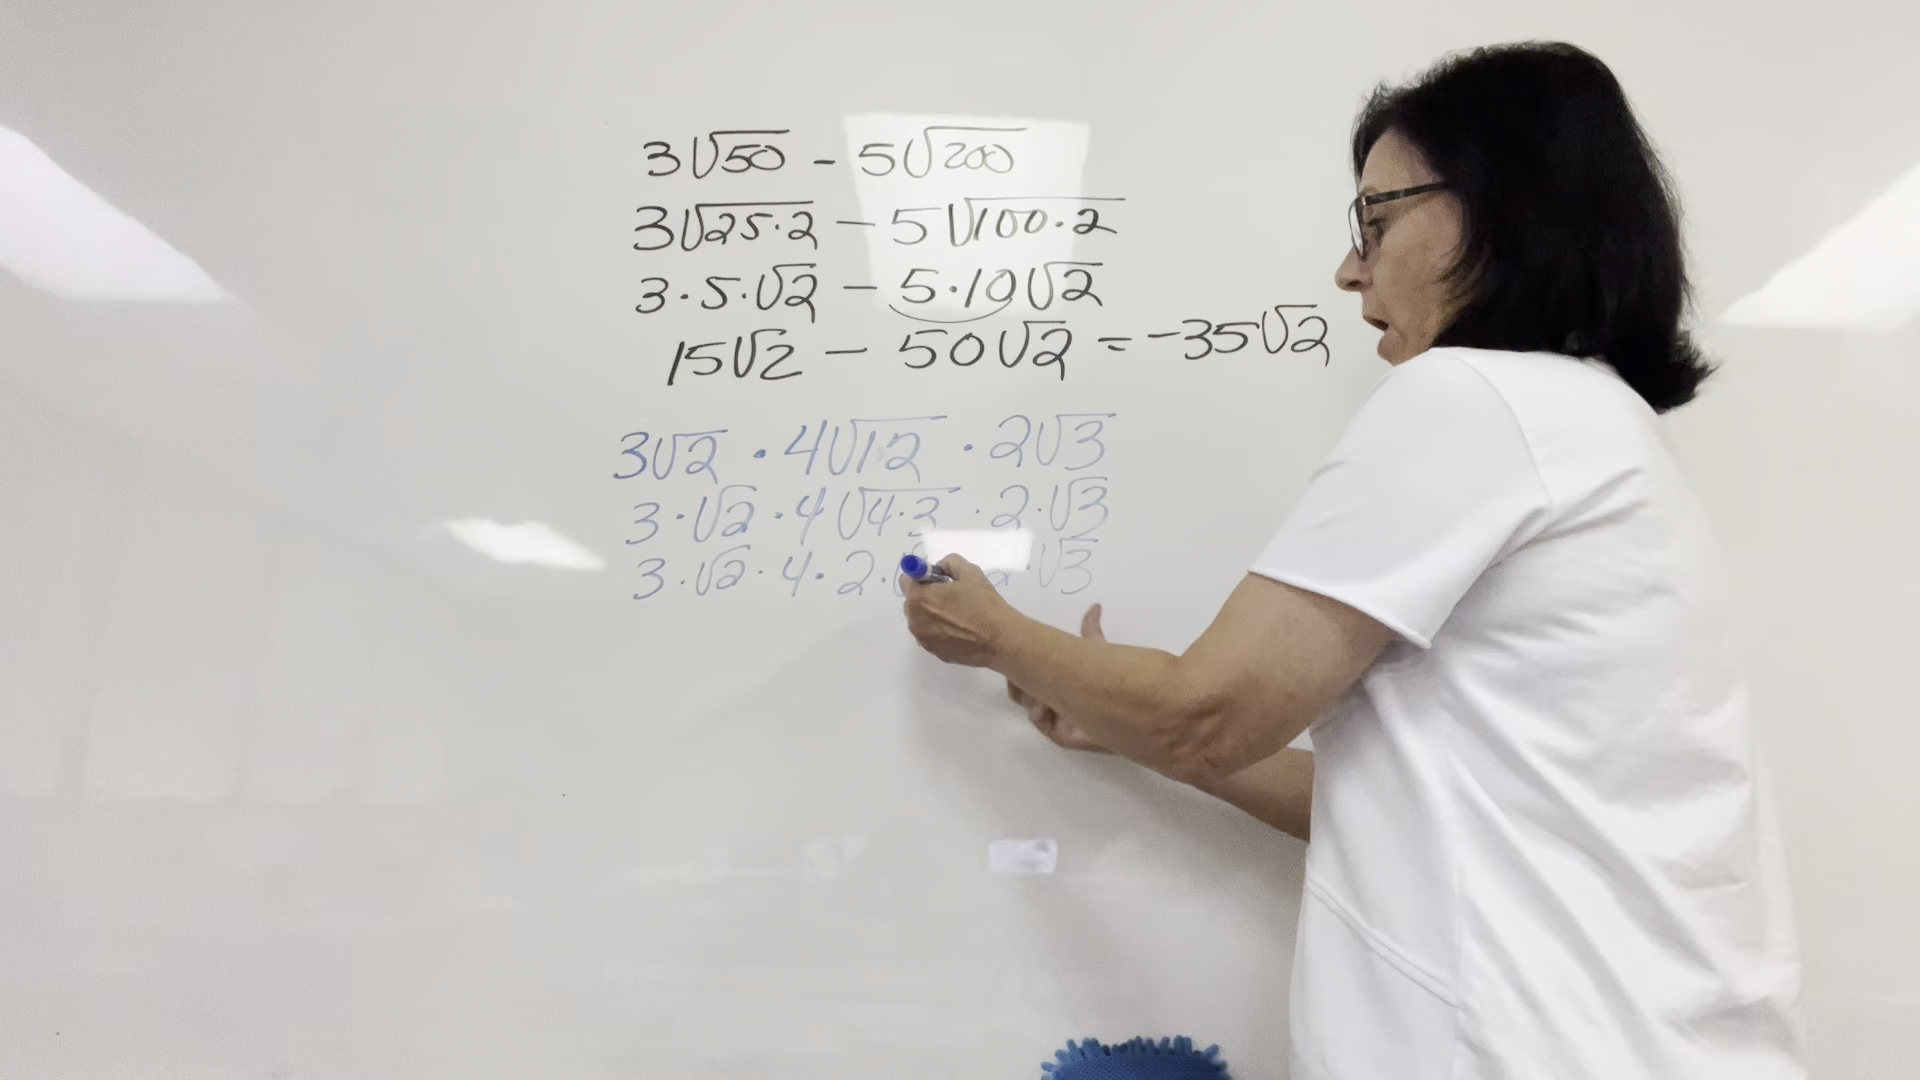 3√50 - 5√200
3√25·2 - 5√100·2
3·5·√2 - 5·10√2
15√2 - 50√2 = -35√2
3√2 · 4√12 · 2√3
3·√2·4√4·3 ·2·√3
3·√2·4·2· ·√3